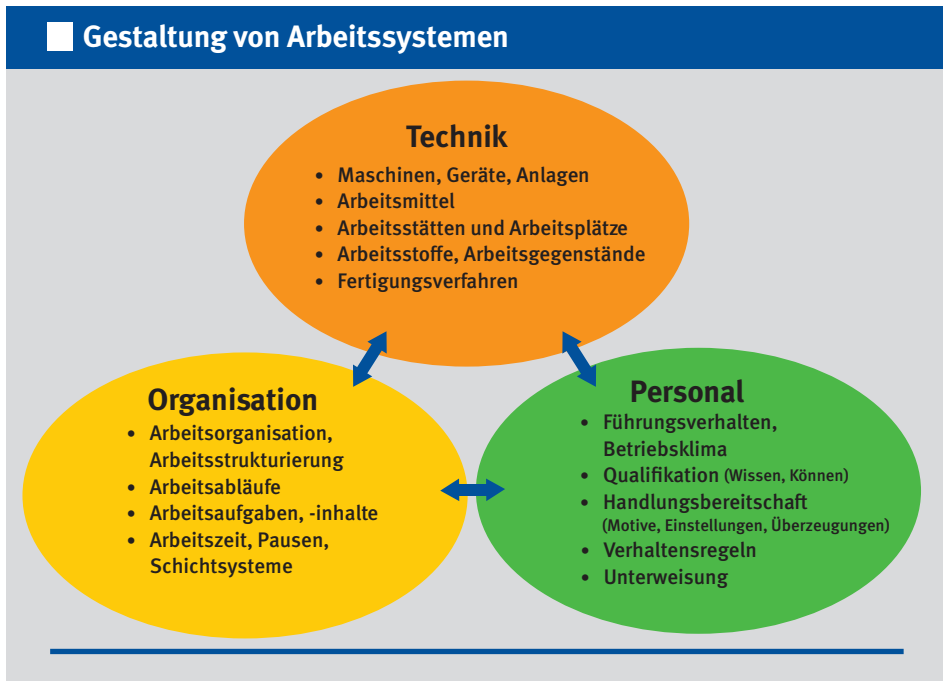 Gestaltung von Arbeitssystemen
Technik
• Maschinen, Geräte, Anlagen
• Arbeitsmittel
• Arbeitsstätten und Arbeitsplätze
• Arbeitsstoffe, Arbeitsgegenstände
• Fertigungsverfahren
Organisation
• Arbeitsorganisation,
Arbeitsstrukturierung
• Arbeitsabläufe
• Arbeitsaufgaben, -inhalte
• Arbeitszeit, Pausen,
Schichtsysteme
Personal
• Führungsverhalten,
Betriebsklima
• Qualifikation (Wissen, Können)
• Handlungsbereitschaft
(Motive, Einstellungen, Überzeugungen)
• Verhaltensregeln
• Unterweisung